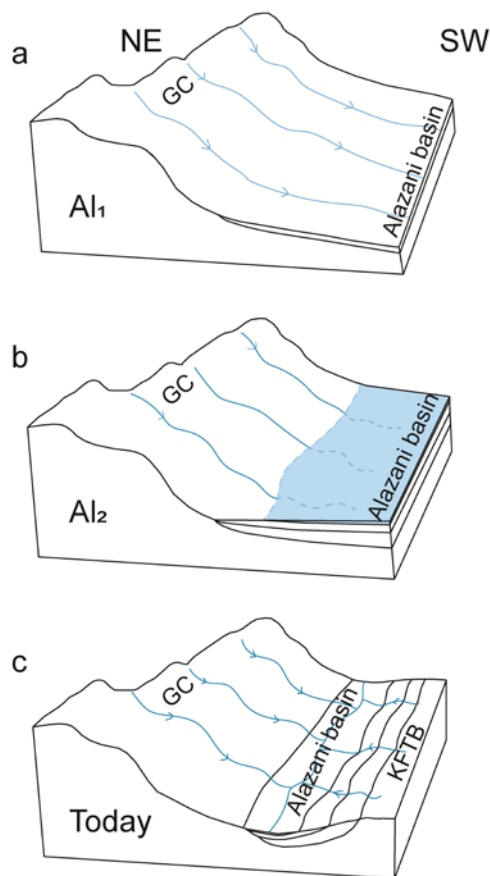 a
NE
SW
GC
Alazani basin
Al₁
b
GC
Alazani basin
Al₂
c
GC
Alazani basin
KFTB
Today